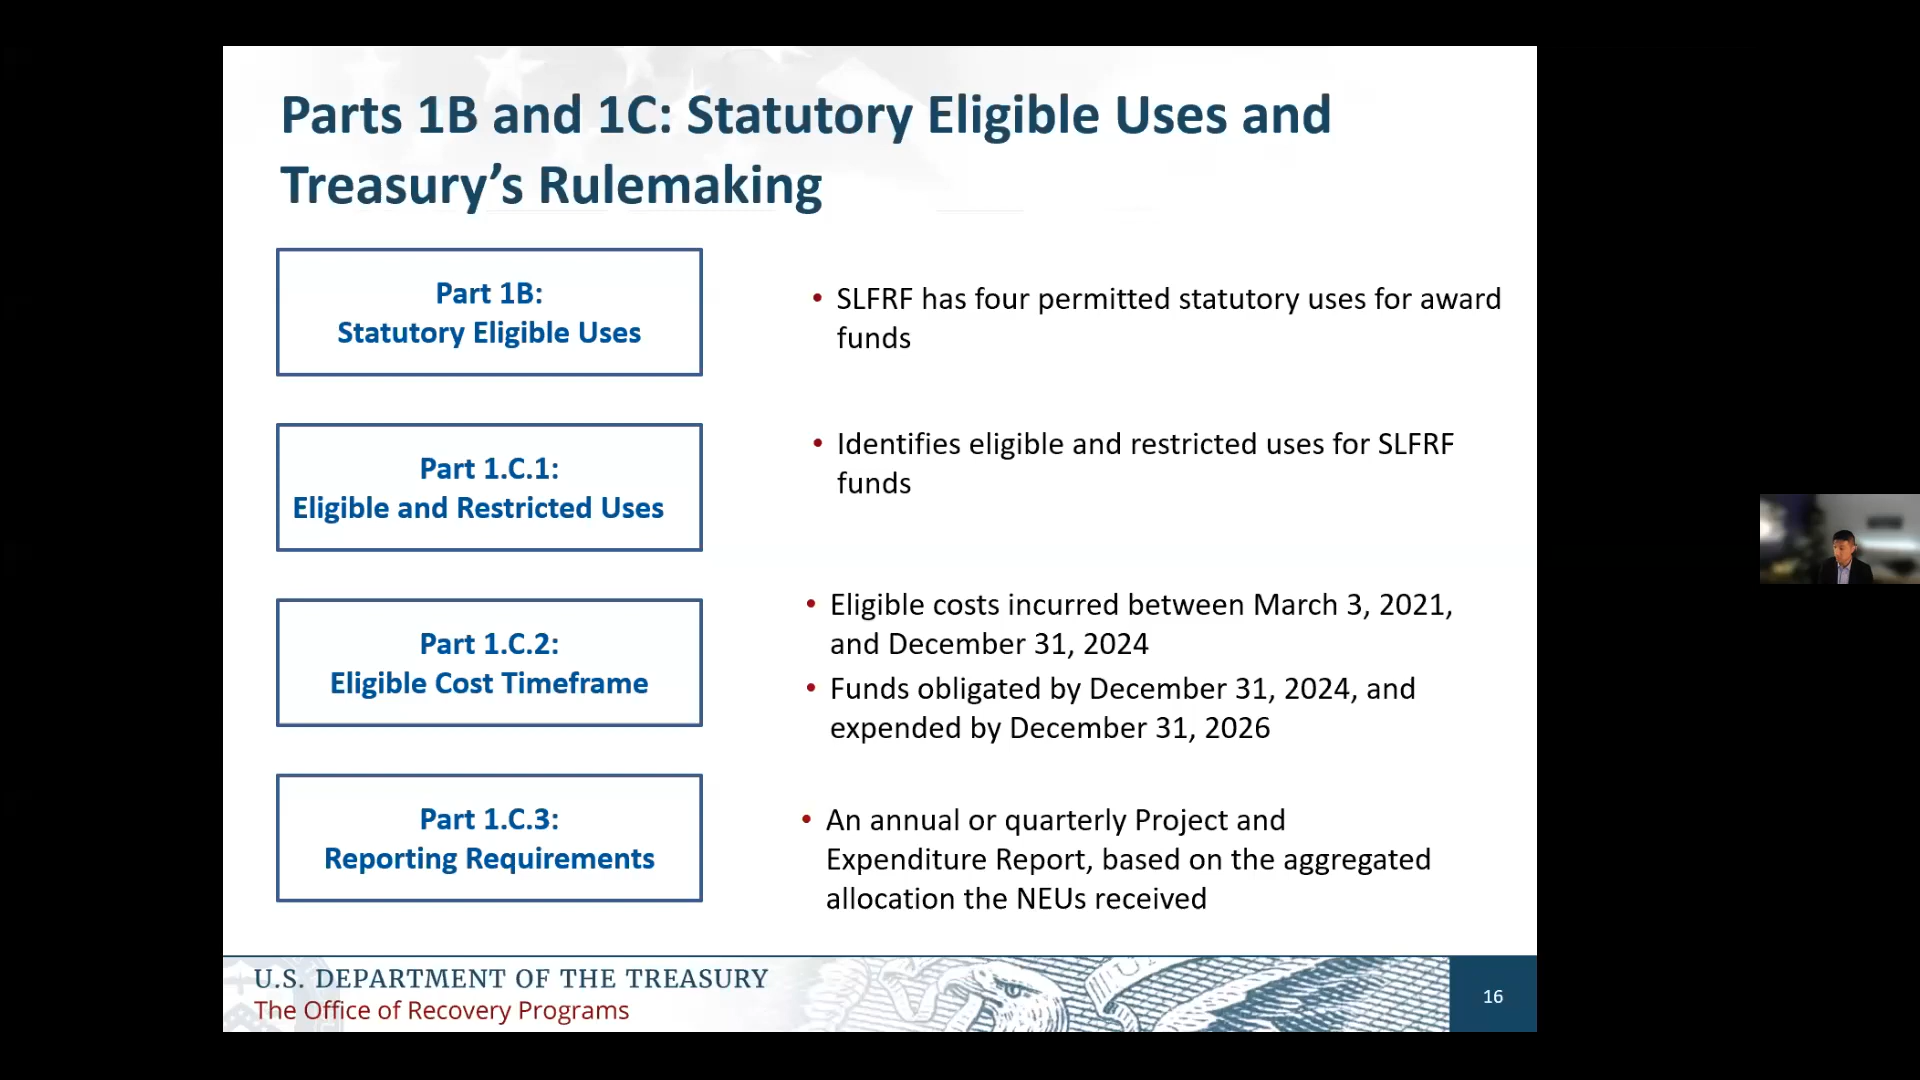 Parts 1B and 1C: Statutory Eligible Uses and
Treasury’s Rulemaking
Part 1B:
Statutory Eligible Uses
• SLFRF has four permitted statutory uses for award
funds
Part 1.C.1:
Eligible and Restricted Uses
• Identifies eligible and restricted uses for SLFRF
funds
Part 1.C.2:
Eligible Cost Timeframe
• Eligible costs incurred between March 3, 2021,
and December 31, 2024
• Funds obligated by December 31, 2024, and
expended by December 31, 2026
Part 1.C.3:
Reporting Requirements
• An annual or quarterly Project and
Expenditure Report, based on the aggregated
allocation the NEUs received
U.S. DEPARTMENT OF THE TREASURY
The Office of Recovery Programs
16